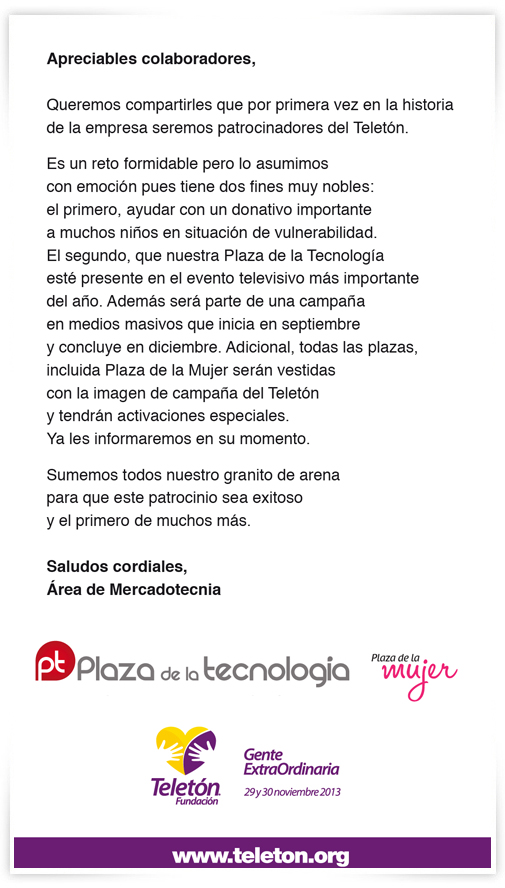 Apreciables colaboradores,
Queremos compartirles que por primera vez en la historia
de la empresa seremos patrocinadores del Teletón.
Es un reto formidable pero lo asumimos
con emoción pues tiene dos fines muy nobles:
el primero, ayudar con un donativo importante
a muchos niños en situación de vulnerabilidad.
El segundo, que nuestra Plaza de la Tecnología
esté presente en el evento televisivo más importante
del año. Además será parte de una campaña
en medios masivos que inicia en septiembre
y concluye en diciembre. Adicional, todas las plazas,
incluida Plaza de la Mujer serán vestidas
con la imagen de campaña del Teletón
y tendrán activaciones especiales.
Ya les informaremos en su momento.
Sumemos todos nuestro granito de arena
para que este patrocinio sea exitoso
y el primero de muchos más.
Saludos cordiales,
Área de Mercadotecnia
pt Plaza de la tecnología
Plaza de la
mujer
Teletón
Fundación
Gente
ExtraOrdinaria
29 y 30 noviembre 2013
www.teleton.org